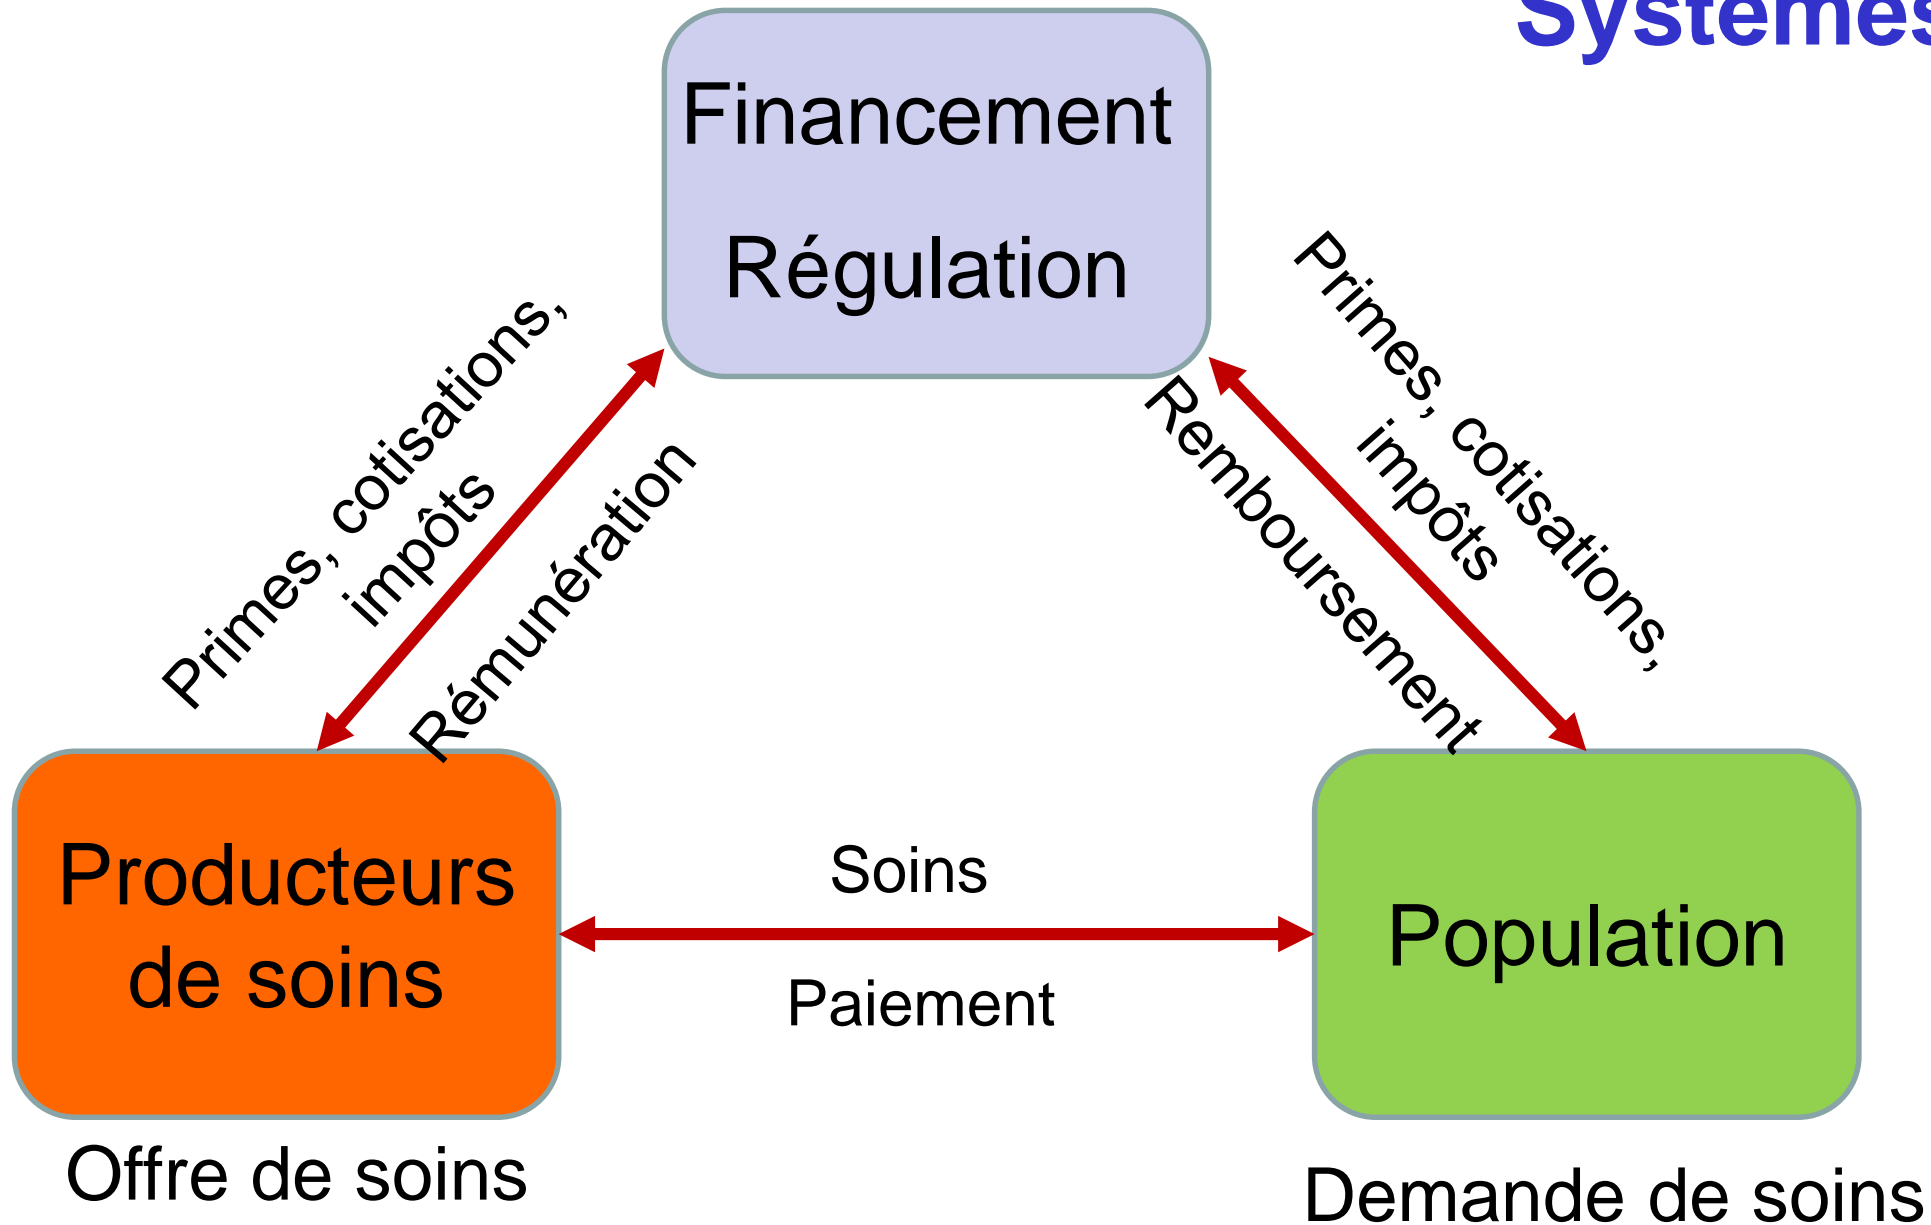 Systèmes
Financement
Régulation
Primes, cotisations,
impôts
Rémunération
Primes, cotisations,
impôts
Remboursement
Producteurs
de soins
Soins
Paiement
Population
Offre de soins
Demande de soins